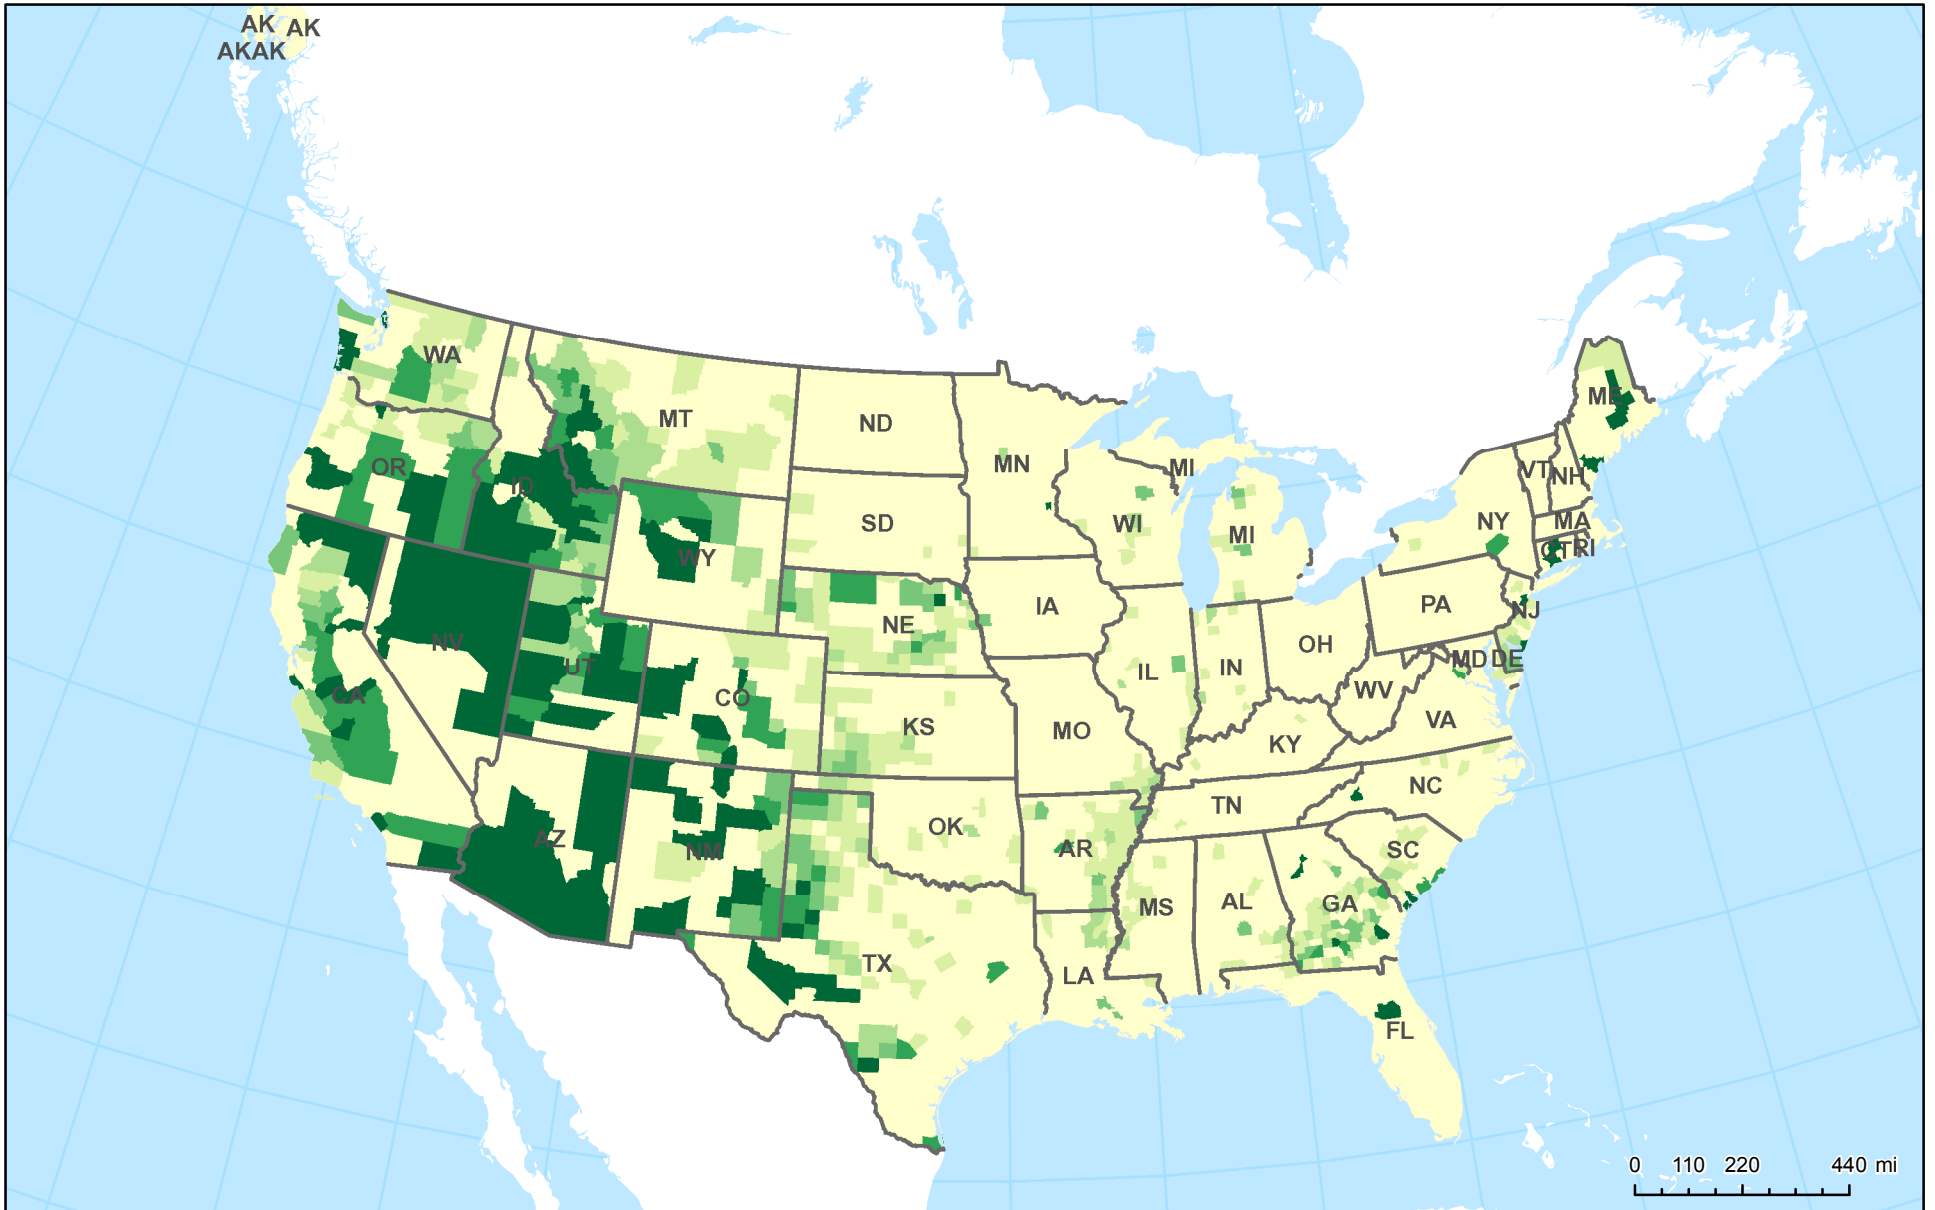 AK AK
AKAK
WA
MT
ND
MN
MI
ME
VT
NH
OR
ID
SD
WI
MI
NY
MA
CT RI
WY
NE
IA
PA
NJ
NV
UT
CO
IL
IN
OH
MD DE
CA
KS
MO
WV
VA
KY
NC
AZ
NM
OK
AR
TN
SC
MS
AL
GA
TX
LA
FL
0 110 220 440 mi